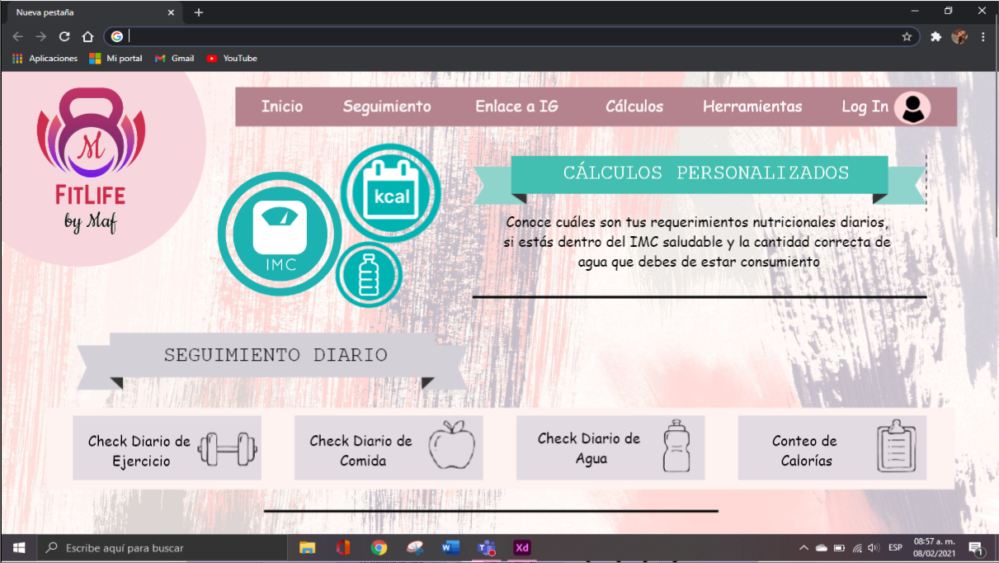 Nueva pestaña
Aplicaciones Mi portal Gmail YouTube
M
FITLIFE
by Maf
Inicio Seguimiento Enlace a IG Cálculos Herramientas Log In
kcal
IMC
CÁLCULOS PERSONALIZADOS
Conoce cuáles son tus requerimientos nutricionales diarios,
si estás dentro del IMC saludable y la cantidad correcta de
agua que debes de estar consumiento
SEGUIMIENTO DIARIO
Check Diario de
Ejercicio
Check Diario de
Comida
Check Diario de
Agua
Conteo de
Calorías
Escribe aquí para buscar
W
T
Xd
ESP
08:57 a. m.
08/02/2021
1